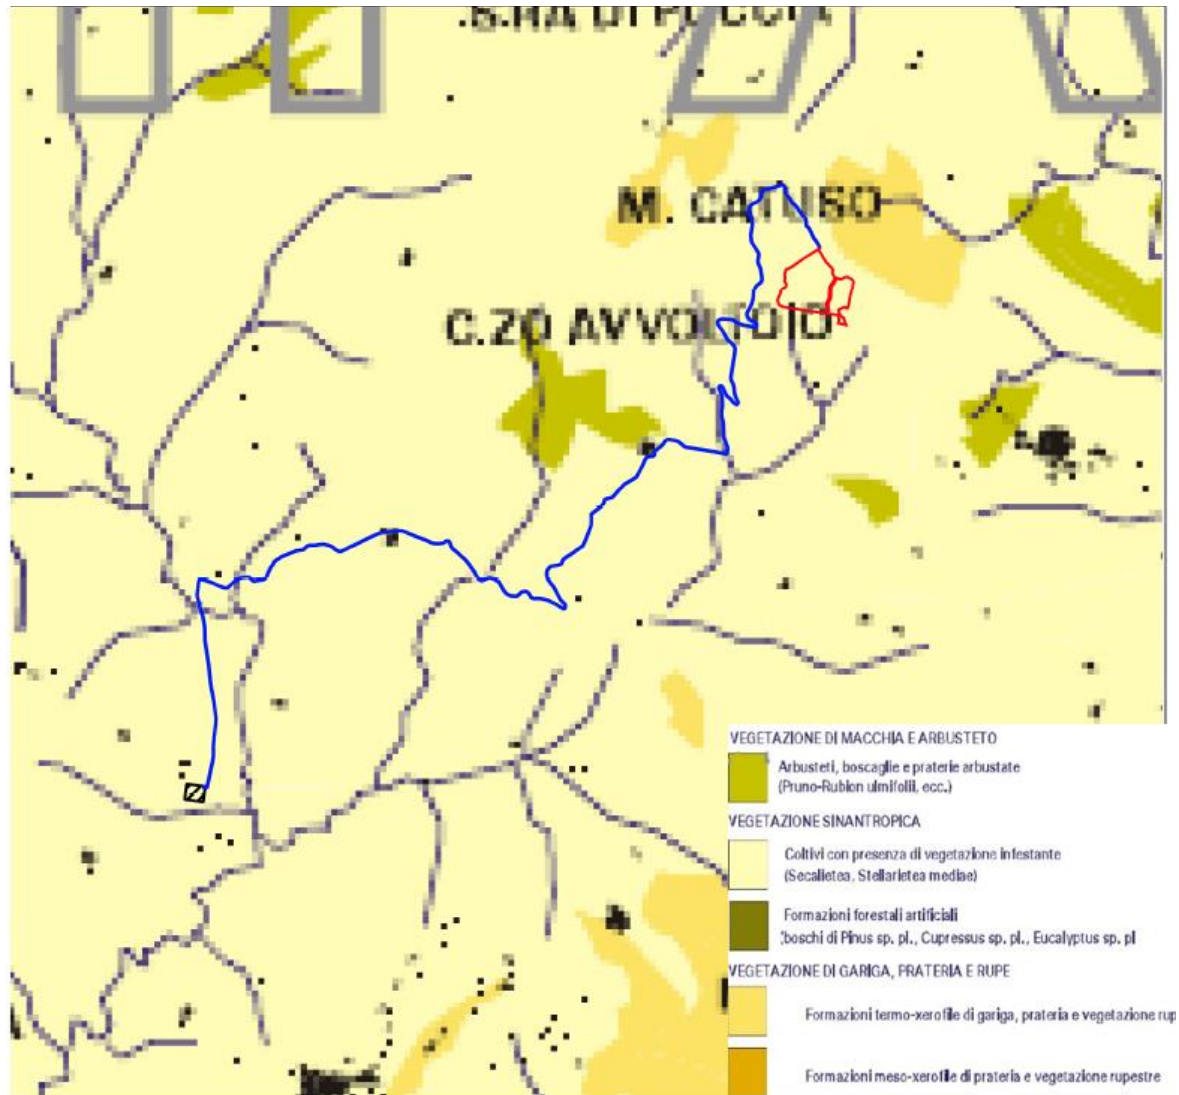 M. CATUSO
C.ZO AVVOLTOIO
VEGETAZIONE DI MACCHIA E ARBUSTETO
Arbusteti, boscaglie e praterie arbustate
(Pruno-Rubion ulmifolii, ecc.)
VEGETAZIONE SINANTROPICA
Coltivi con presenza di vegetazione infestante
(Secalietea, Stellarietea mediae)
Formazioni forestali artificiali
(boschi di Pinus sp. pl., Cupressus sp. pl., Eucalyptus sp. pl
VEGETAZIONE DI GARIGA, PRATERIA E RUPE
Formazioni termo-xerofile di gariga, prateria e vegetazione rup
Formazioni meso-xerofile di prateria e vegetazione rupestre